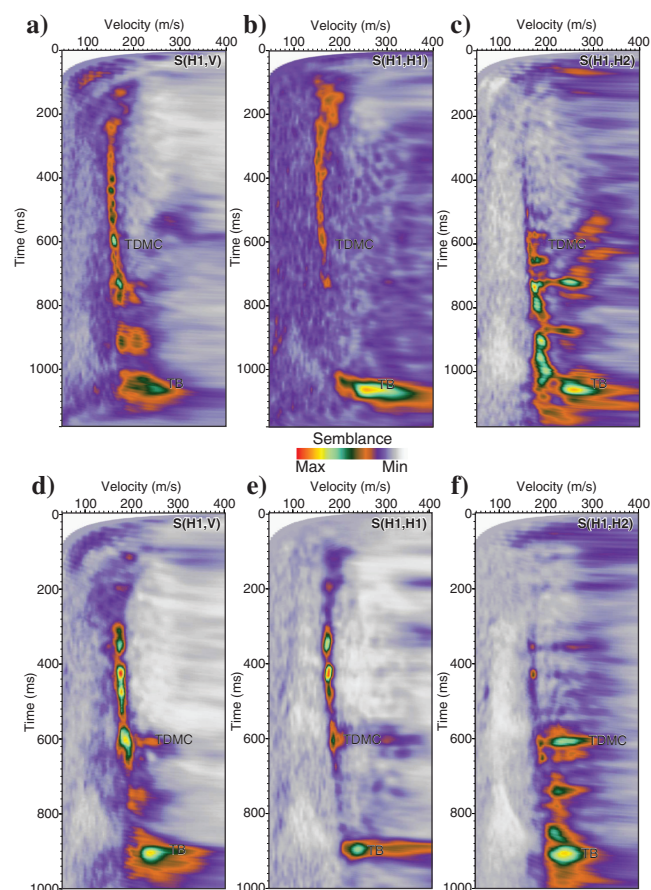 a) Velocity (m/s) b) Velocity (m/s) c) Velocity (m/s)
100 200 300 400 100 200 300 400 100 200 300 400
S(H1,V) S(H1,H1) S(H1,H2)
0 0 0
200 200 200
400 400 400
Time (ms) Time (ms) Time (ms)
600 TDMC 600 TDMC 600 TDMC
800 800 800
1000 TB 1000 TB 1000 TB
Semblance
Max Min
d) Velocity (m/s) e) Velocity (m/s) f) Velocity (m/s)
100 200 300 400 100 200 300 400 100 200 300 400
S(H1,V) S(H1,H1) S(H1,H2)
0 0 0
200 200 200
400 400 400
Time (ms) Time (ms) Time (ms)
600 TDMC 600 TDMC 600 TDMC
800 800 800
TB TB TB
1000 1000 1000